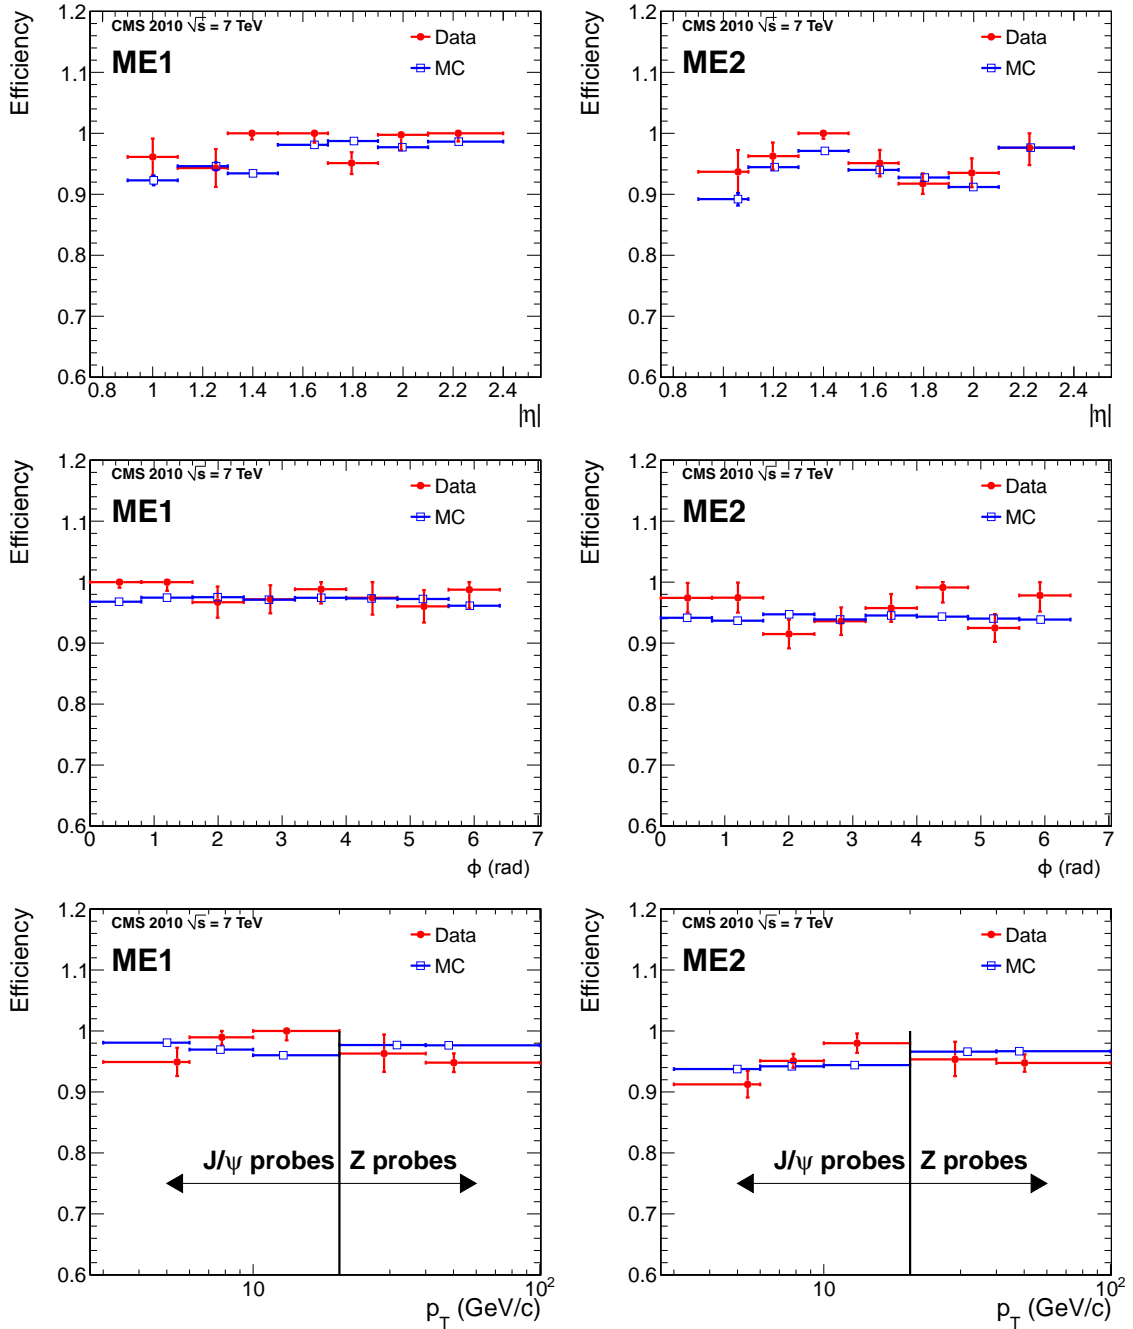 CMS 2010 √s = 7 TeV
ME1
Data
MC
Efficiency
1.2
1.1
1
0.9
0.8
0.7
0.6
0.8 1 1.2 1.4 1.6 1.8 2 2.2 2.4
|η|
CMS 2010 √s = 7 TeV
ME2
Data
MC
Efficiency
1.2
1.1
1
0.9
0.8
0.7
0.6
0.8 1 1.2 1.4 1.6 1.8 2 2.2 2.4
|η|
CMS 2010 √s = 7 TeV
ME1
Data
MC
Efficiency
1.2
1.1
1
0.9
0.8
0.7
0.6
0 1 2 3 4 5 6 7
ϕ (rad)
CMS 2010 √s = 7 TeV
ME2
Data
MC
Efficiency
1.2
1.1
1
0.9
0.8
0.7
0.6
0 1 2 3 4 5 6 7
ϕ (rad)
CMS 2010 √s = 7 TeV
ME1
Data
MC
Efficiency
1.2
1.1
1
0.9
0.8
0.7
0.6
J/ψ probes Z probes
10 10²
p_T (GeV/c)
CMS 2010 √s = 7 TeV
ME2
Data
MC
Efficiency
1.2
1.1
1
0.9
0.8
0.7
0.6
J/ψ probes Z probes
10 10²
p_T (GeV/c)